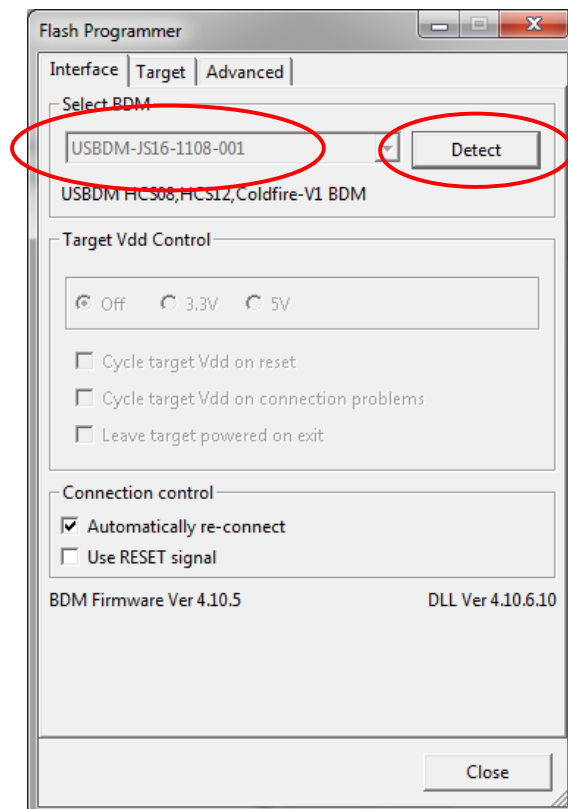 Flash Programmer
Interface Target Advanced
Select BDM
USBDM-JS16-1108-001 Detect
USBDM HCS08,HCS12,Coldfire-V1 BDM
Target Vdd Control
Off 3.3V 5V
Cycle target Vdd on reset
Cycle target Vdd on connection problems
Leave target powered on exit
Connection control
Automatically re-connect
Use RESET signal
BDM Firmware Ver 4.10.5 DLL Ver 4.10.6.10
Close